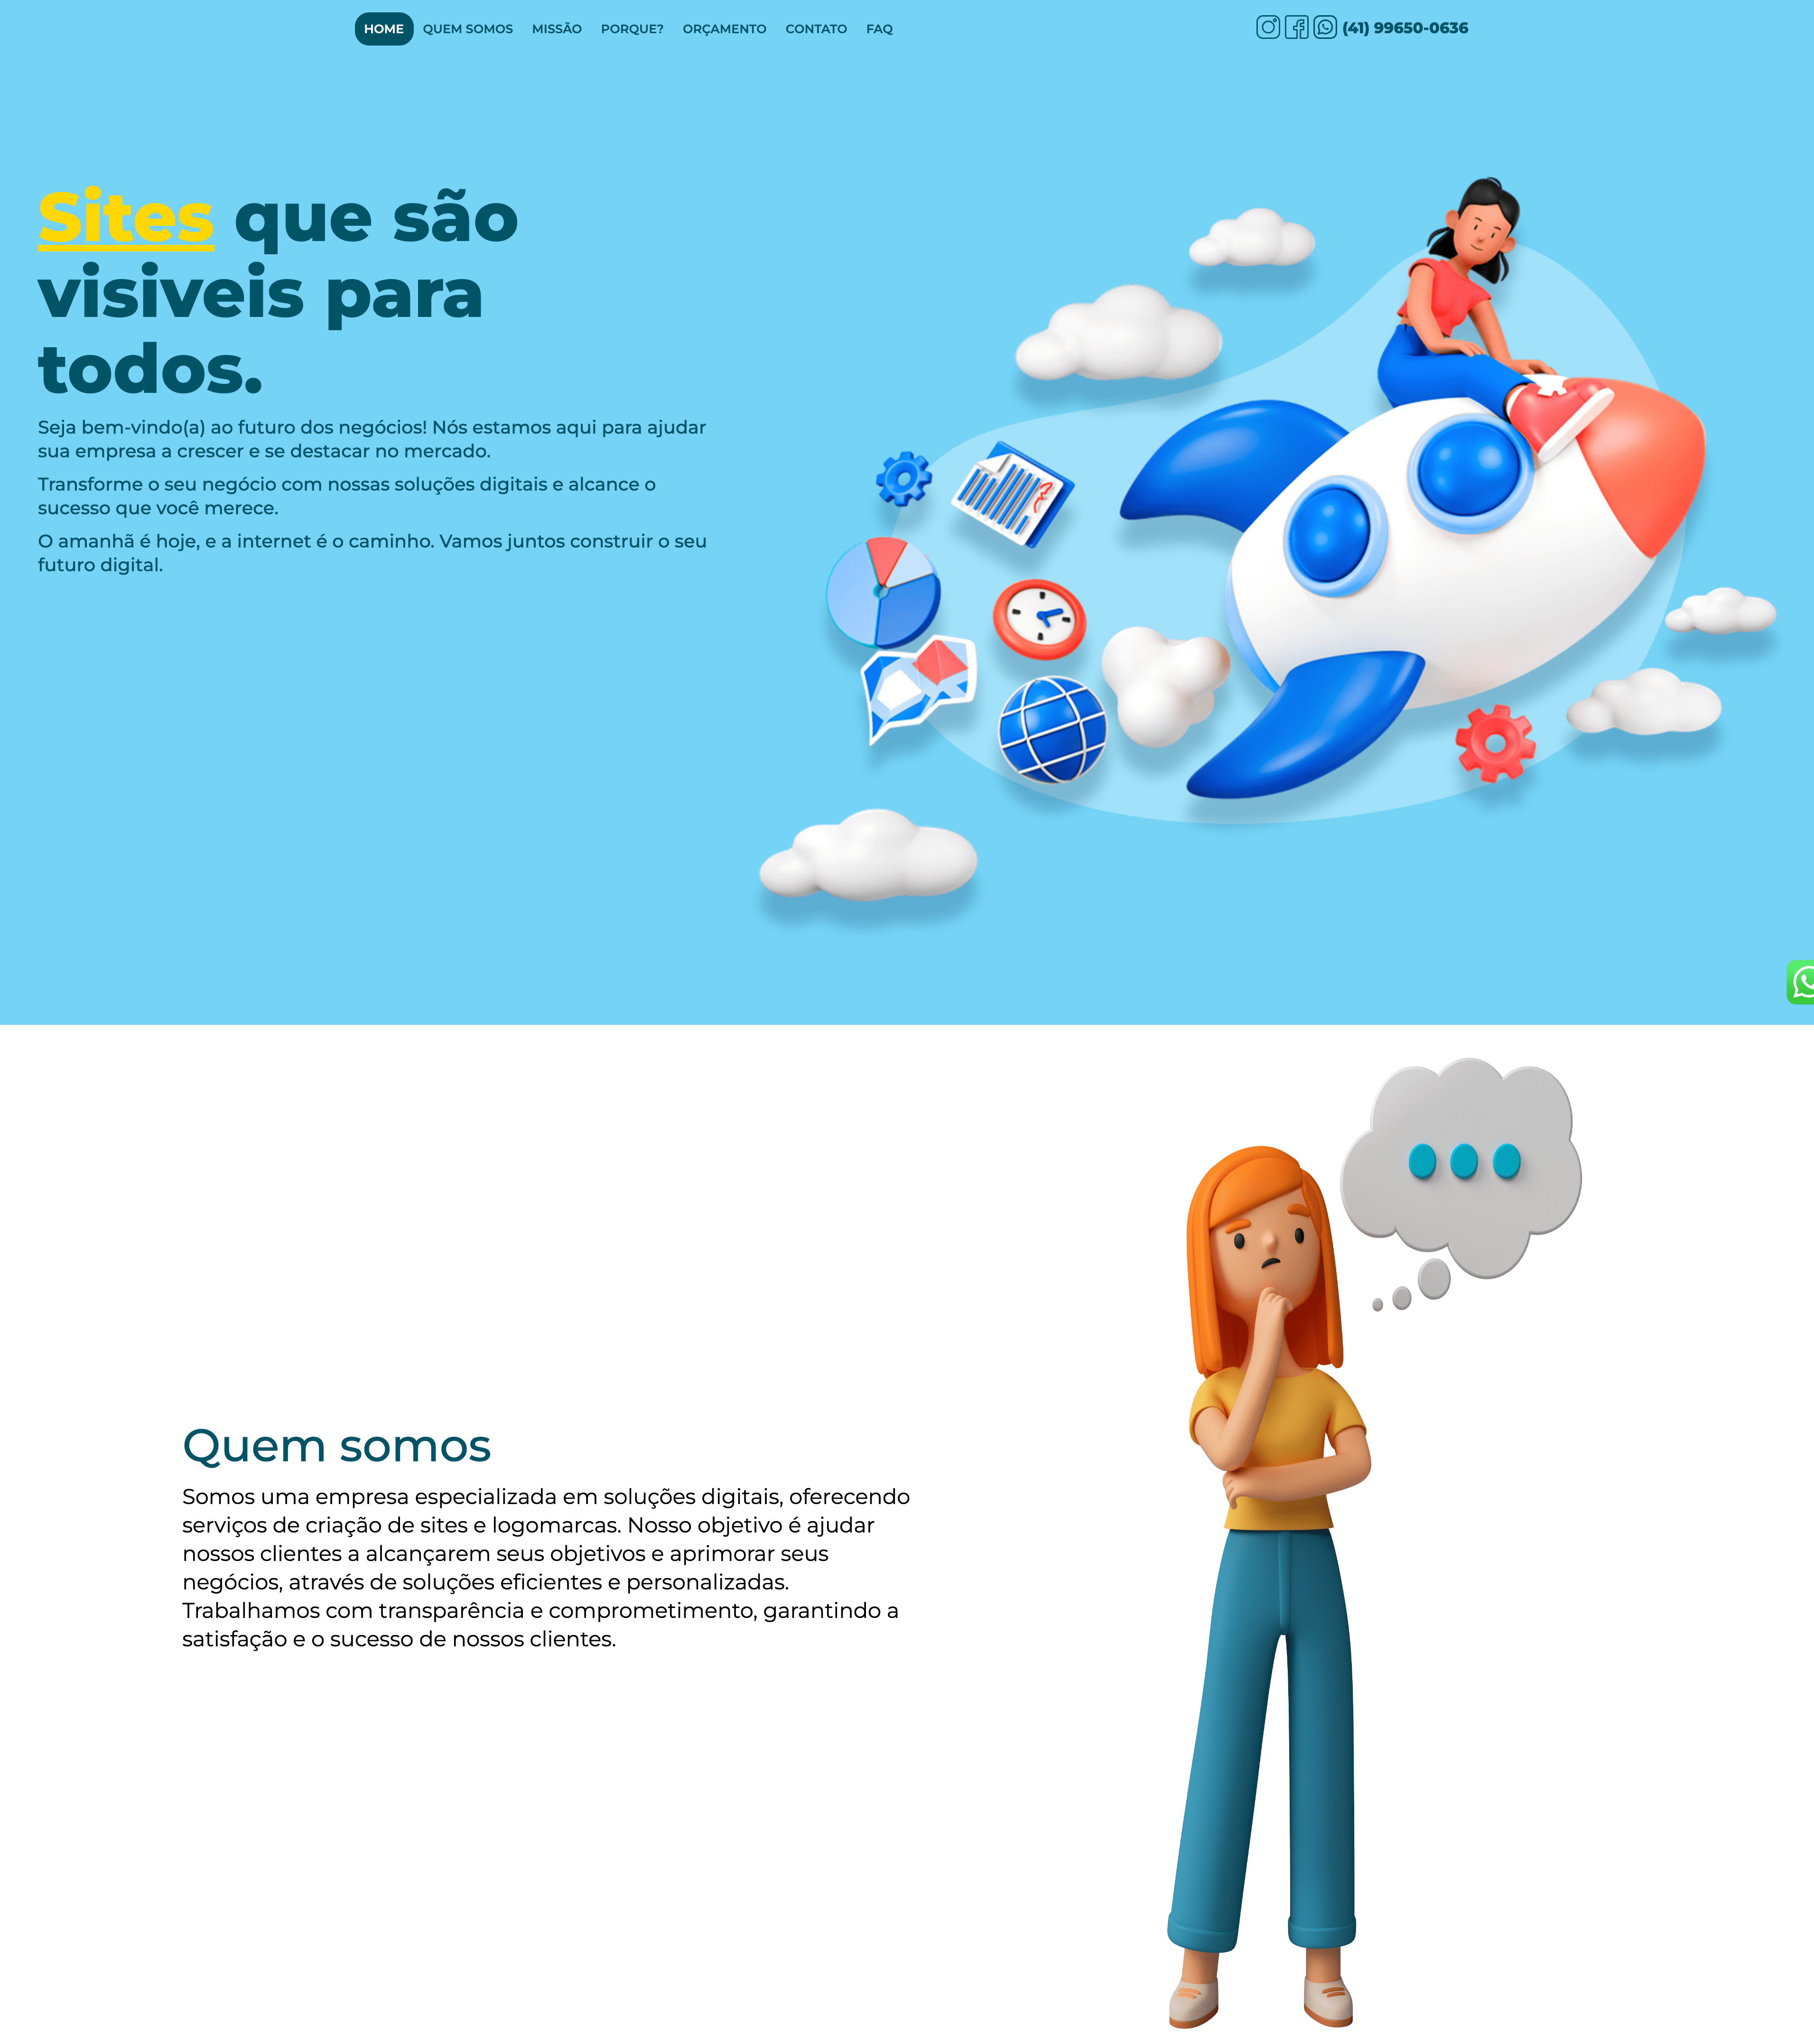 HOME QUEM SOMOS MISSÃO PORQUE? ORÇAMENTO CONTATO FAQ (41) 99650-0636
Sites que são
visiveis para
todos.
Seja bem-vindo(a) ao futuro dos negócios! Nós estamos aqui para ajudar
sua empresa a crescer e se destacar no mercado.
Transforme o seu negócio com nossas soluções digitais e alcance o
sucesso que você merece.
O amanhã é hoje, e a internet é o caminho. Vamos juntos construir o seu
futuro digital.
Quem somos
Somos uma empresa especializada em soluções digitais, oferecendo
serviços de criação de sites e logomarcas. Nosso objetivo é ajudar
nossos clientes a alcançarem seus objetivos e aprimorar seus
negócios, através de soluções eficientes e personalizadas.
Trabalhamos com transparência e comprometimento, garantindo a
satisfação e o sucesso de nossos clientes.